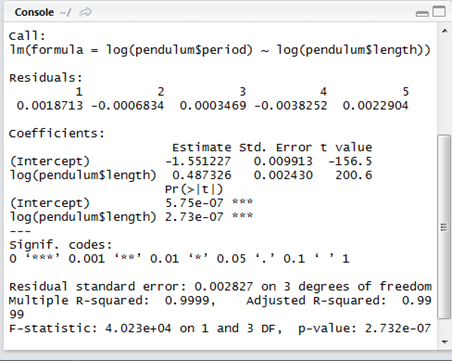 Console ~/
Call:
lm(formula = log(pendulum$period) ~ log(pendulum$length))
Residuals:
1 2 3 4 5
0.0018713 -0.0006834 0.0003469 -0.0038252 0.0022904
Coefficients:
Estimate Std. Error t value
(Intercept) -1.551227 0.009913 -156.5
log(pendulum$length) 0.487326 0.002430 200.6
Pr(>|t|)
(Intercept) 5.75e-07 ***
log(pendulum$length) 2.73e-07 ***
---
Signif. codes:
0 ‘***’ 0.001 ‘**’ 0.01 ‘*’ 0.05 ‘.’ 0.1 ‘ ’ 1
Residual standard error: 0.002827 on 3 degrees of freedom
Multiple R-squared: 0.9999, Adjusted R-squared: 0.99
99
F-statistic: 4.023e+04 on 1 and 3 DF, p-value: 2.732e-07